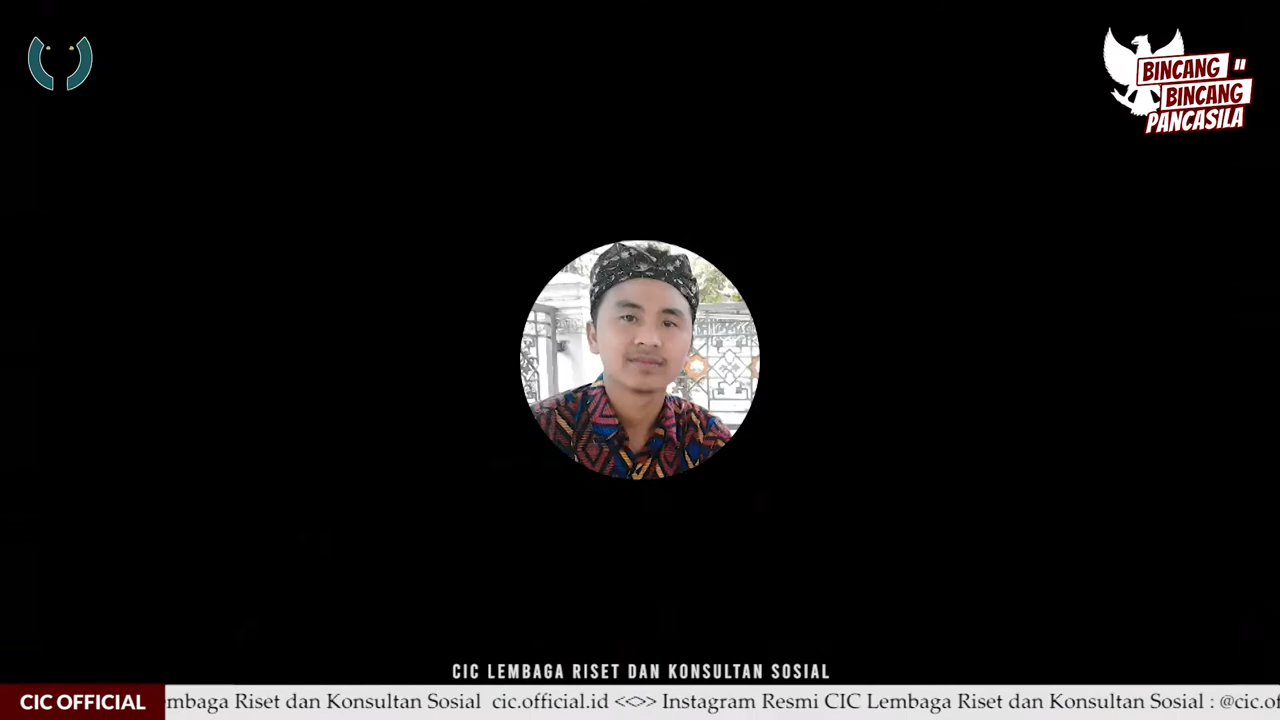 BINCANG "
BINCANG
PANCASILA
CIC LEMBAGA RISET DAN KONSULTAN SOSIAL
CIC OFFICIAL
mbaga Riset dan Konsultan Sosial cic.official.id <<>> Instagram Resmi CIC Lembaga Riset dan Konsultan Sosial : @cic.of